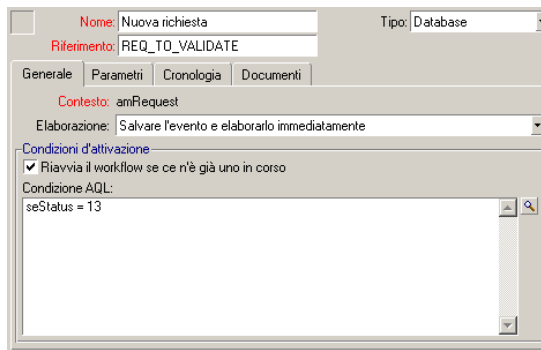 Nome: Nuova richiesta Tipo: Database
Riferimento: REQ_TO_VALIDATE
Generale Parametri Cronologia Documenti
Contesto: amRequest
Elaborazione: Salvare l'evento e elaborarlo immediatamente
Condizioni d'attivazione
Riavvia il workflow se ce n'è già uno in corso
Condizione AQL:
seStatus = 13